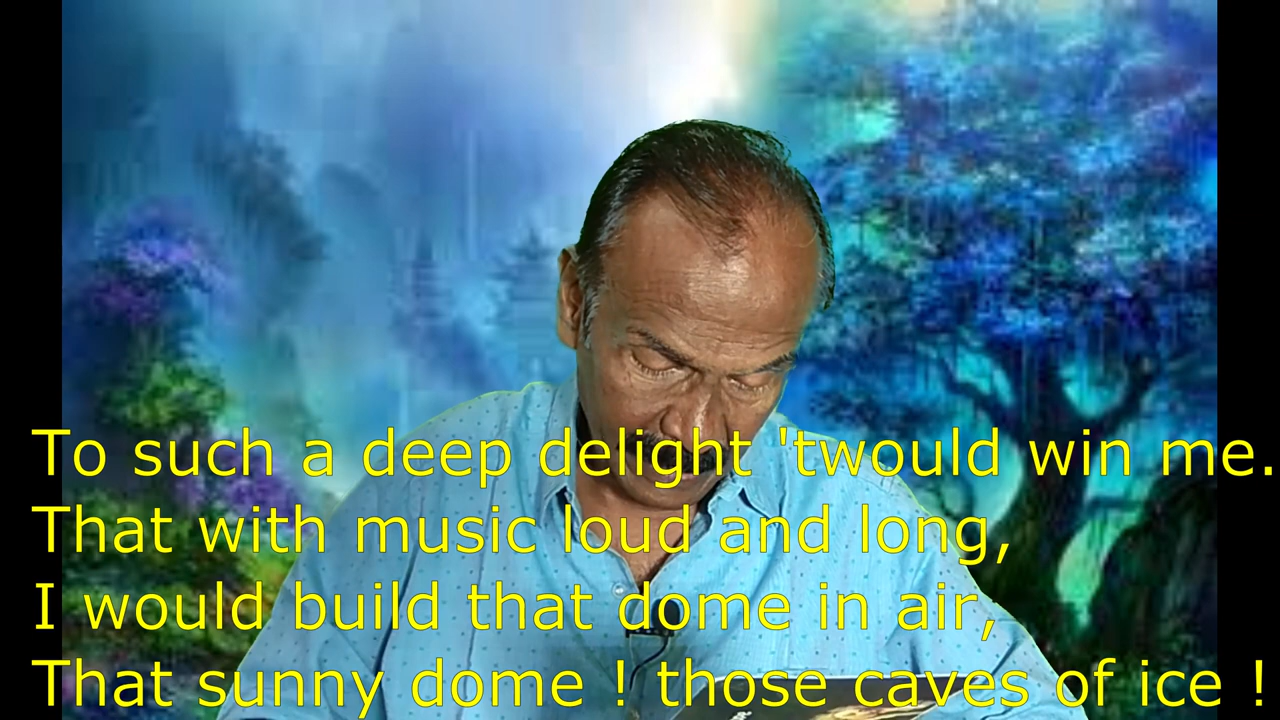 To such a deep delight 'twould win me.
That with music loud and long,
I would build that dome in air,
That sunny dome ! those caves of ice !